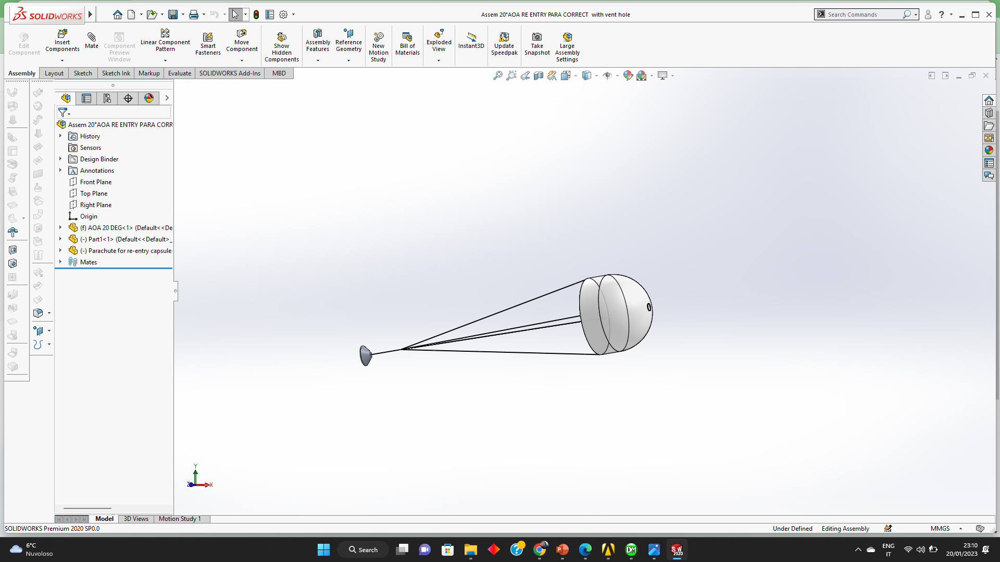 SOLIDWORKS
Assem 20°AOA RE ENTRY PARA CORRECT with vent hole
Search Commands
?
Edit Component
Insert Components
Mate
Component Preview Window
Linear Component Pattern
Smart Fasteners
Move Component
Show Hidden Components
Assembly Features
Reference Geometry
New Motion Study
Bill of Materials
Exploded View
Instant3D
Update Speedpak
Take Snapshot
Large Assembly Settings
Assembly
Layout
Sketch
Sketch Ink
Markup
Evaluate
SOLIDWORKS Add-Ins
MBD
Assem 20°AOA RE ENTRY PARA CORR
History
Sensors
Design Binder
Annotations
Front Plane
Top Plane
Right Plane
Origin
(f) AOA 20 DEG<1> (Default<<De
(-) Part1<1> (Default<<Default>_
(-) Parachute for re-entry capsule
Mates
Y
Z
X
Model
3D Views
Motion Study 1
SOLIDWORKS Premium 2020 SP0.0
Under Defined
Editing Assembly
MMGS
6°C
Nuvoloso
Search
DM
SW
2020
ENG
IT
23:10
20/01/2023